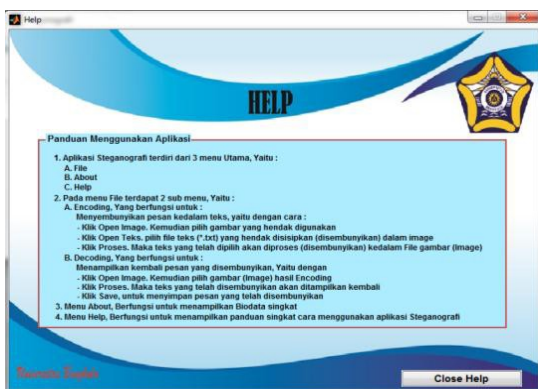 Help
HELP
Panduan Menggunakan Aplikasi
1. Aplikasi Steganografi terdiri dari 3 menu Utama, Yaitu :
A. File
B. About
C. Help
2. Pada menu File terdapat 2 sub menu, Yaitu :
A. Encoding, Yang berfungsi untuk :
Menyembunyikan pesan kedalam teks, yaitu dengan cara :
- Klik Open Image. Kemudian pilih gambar yang hendak digunakan
- Klik Open Teks. pilih file teks (*.txt) yang hendak disisipkan (disembunyikan) dalam image
- Klik Proses. Maka teks yang telah dipilih akan diproses (disembunyikan) kedalam File gambar (Image)
B. Decoding, Yang berfungsi untuk :
Menampilkan kembali pesan yang disembunyikan, Yaitu dengan
- Klik Open Image. Kemudian pilih gambar (Image) hasil Encoding
- Klik Proses. Maka teks yang telah disembunyikan akan ditampilkan kembali
- Klik Save, untuk menyimpan pesan yang telah disembunyikan
3. Menu About, Berfungsi untuk menampilkan Biodata singkat
4. Menu Help, Berfungsi untuk menampilkan panduan singkat cara menggunakan aplikasi Steganografi
Close Help